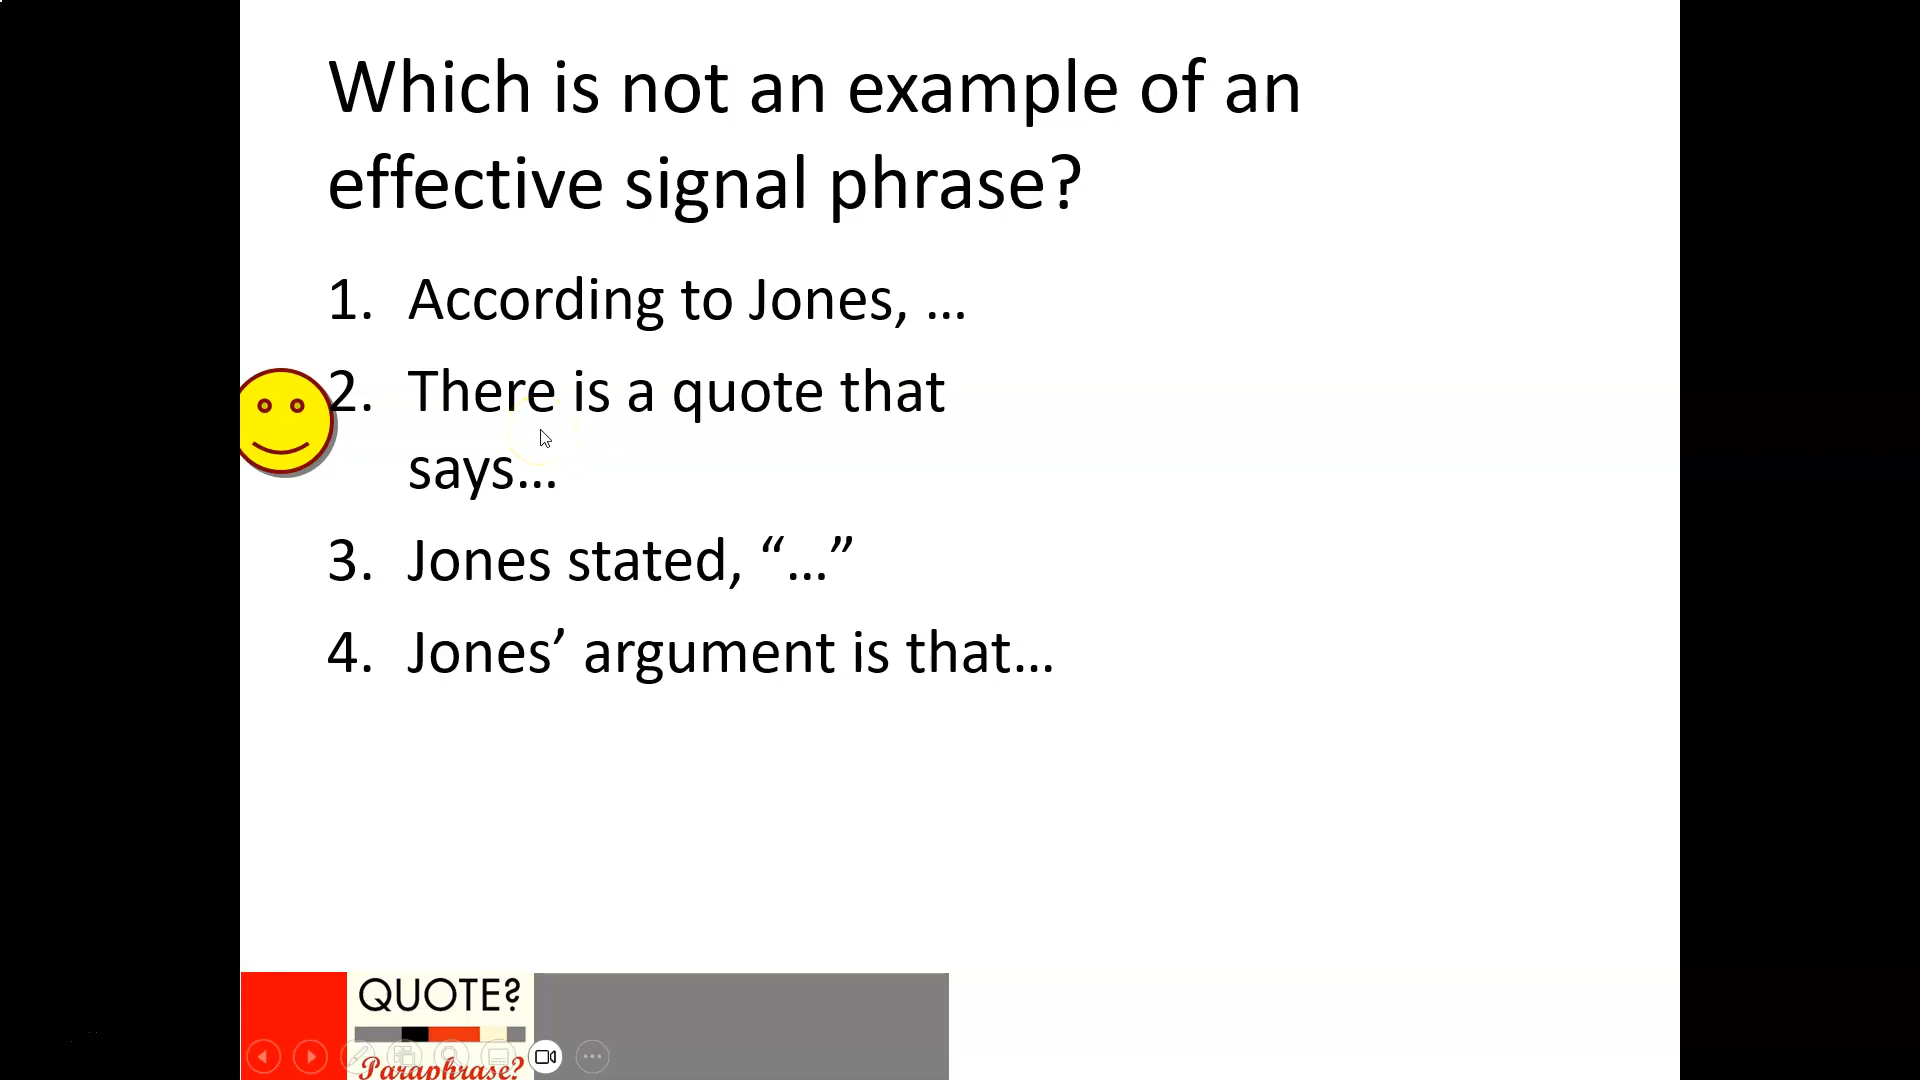 Which is not an example of an
effective signal phrase?
1. According to Jones, …
2. There is a quote that
says…
3. Jones stated, “…”
4. Jones’ argument is that…
QUOTE?
Paraphrase?